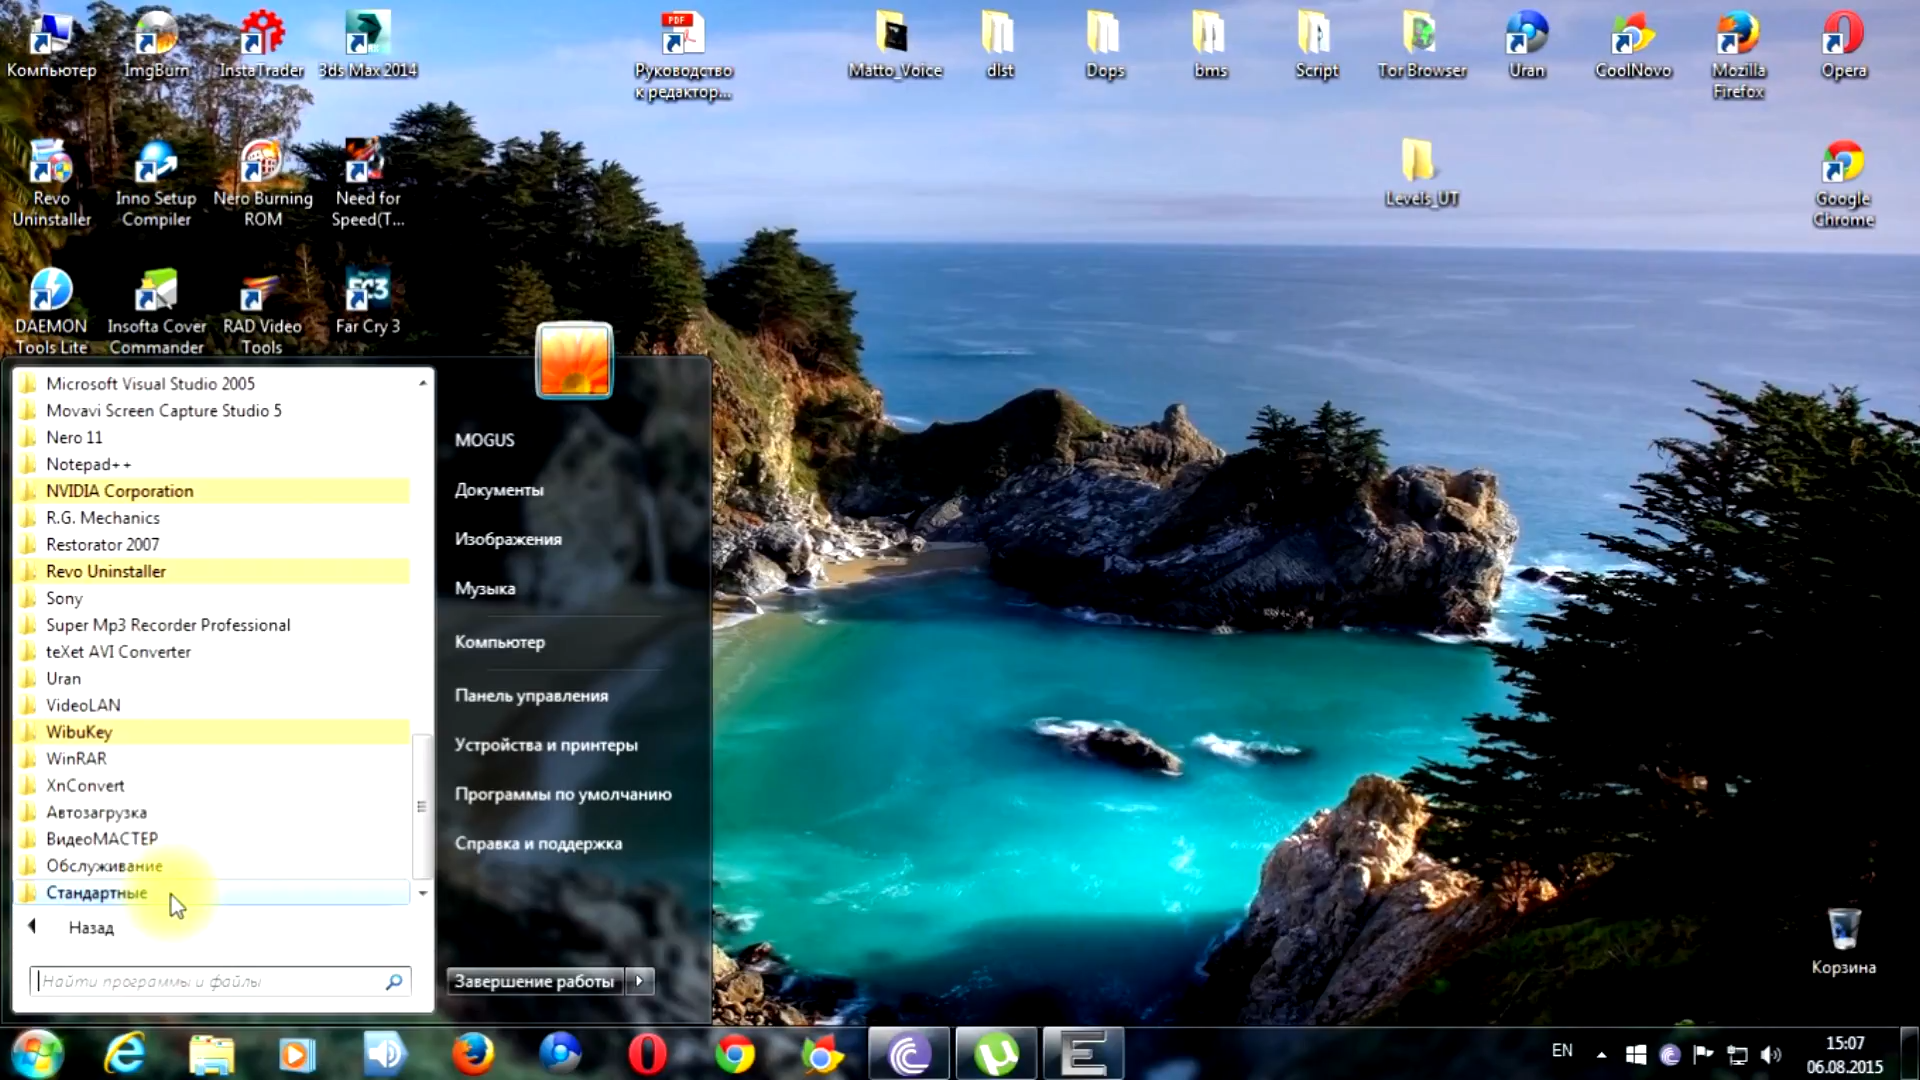 Компьютер
ImgBurn
InstaTrader
3ds Max 2014
Руководство
к редактор...
Matto_Voice
dlst
Dops
bms
Script
Tor Browser
Uran
CoolNovo
Mozilla
Firefox
Opera
Revo
Uninstaller
Inno Setup
Compiler
Nero Burning
ROM
Need for
Speed(T...
Levels_UT
Google
Chrome
DAEMON
Tools Lite
Insofta Cover
Commander
RAD Video
Tools
Far Cry 3
Microsoft Visual Studio 2005
Movavi Screen Capture Studio 5
Nero 11
Notepad++
NVIDIA Corporation
R.G. Mechanics
Restorator 2007
Revo Uninstaller
Sony
Super Mp3 Recorder Professional
teXet AVI Converter
Uran
VideoLAN
WibuKey
WinRAR
XnConvert
Автозагрузка
ВидеоМАСТЕР
Обслуживание
Стандартные
Назад
Найти программы и файлы
MOGUS
Документы
Изображения
Музыка
Компьютер
Панель управления
Устройства и принтеры
Программы по умолчанию
Справка и поддержка
Завершение работы
Корзина
EN
15:07
06.08.2015